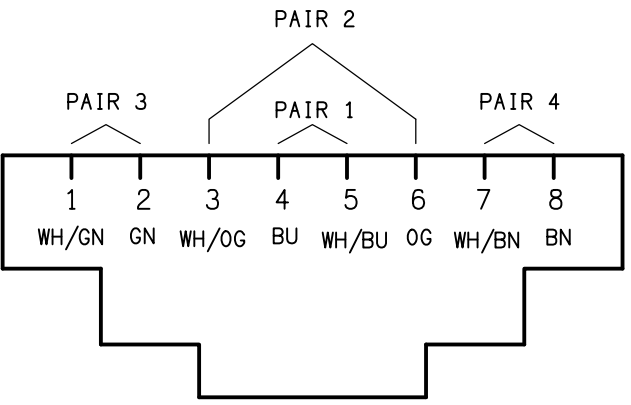 PAIR 2
PAIR 3
PAIR 1
PAIR 4
1 2 3 4 5 6 7 8
WH/GN GN WH/OG BU WH/BU OG WH/BN BN